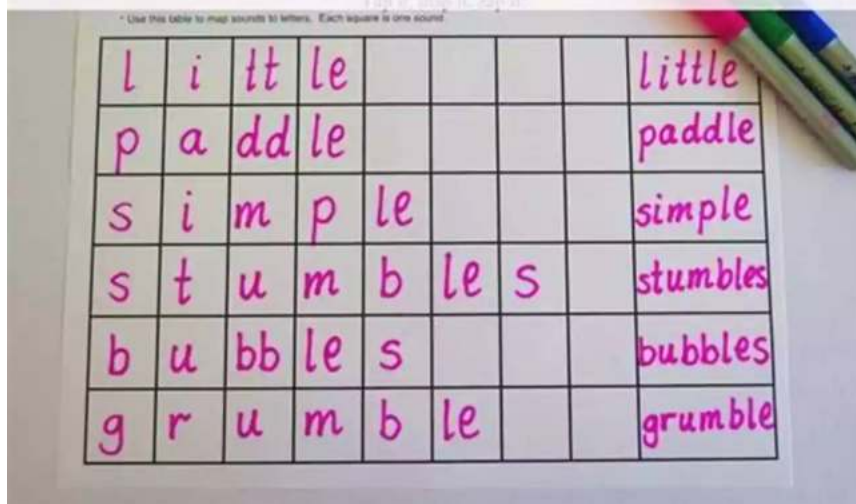 * Use this table to map sounds to letters. Each square is one sound
l i tt le little
p a dd le paddle
s i m p le simple
s t u m b le s stumbles
b u bb le s bubbles
g r u m b le grumble